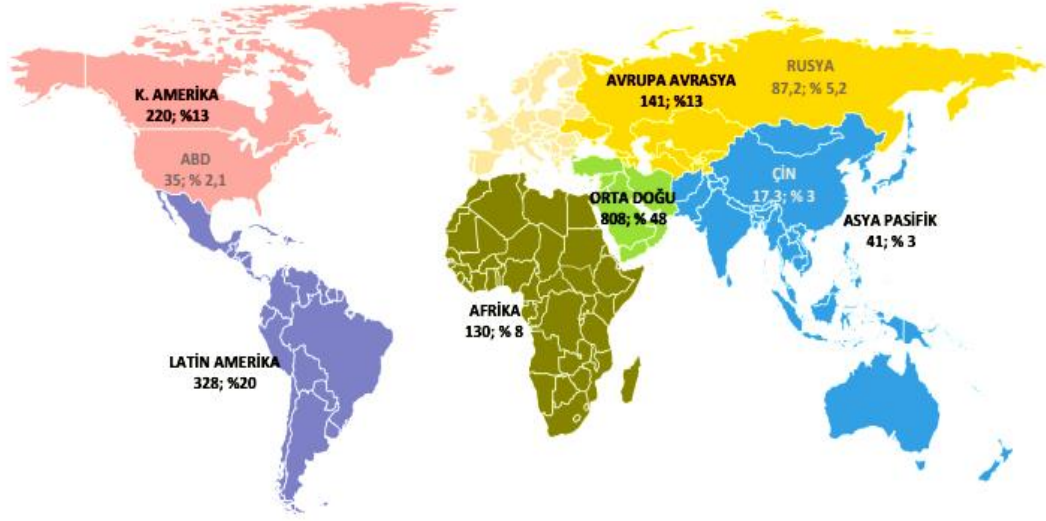 K. AMERİKA
220; %13
ABD
35; % 2,1
AVRUPA AVRASYA
141; %13
RUSYA
87,2; % 5,2
ÇİN
17,3; % 3
ORTA DOĞU
808; % 48
ASYA PASİFİK
41; % 3
AFRİKA
130; % 8
LATİN AMERİKA
328; %20